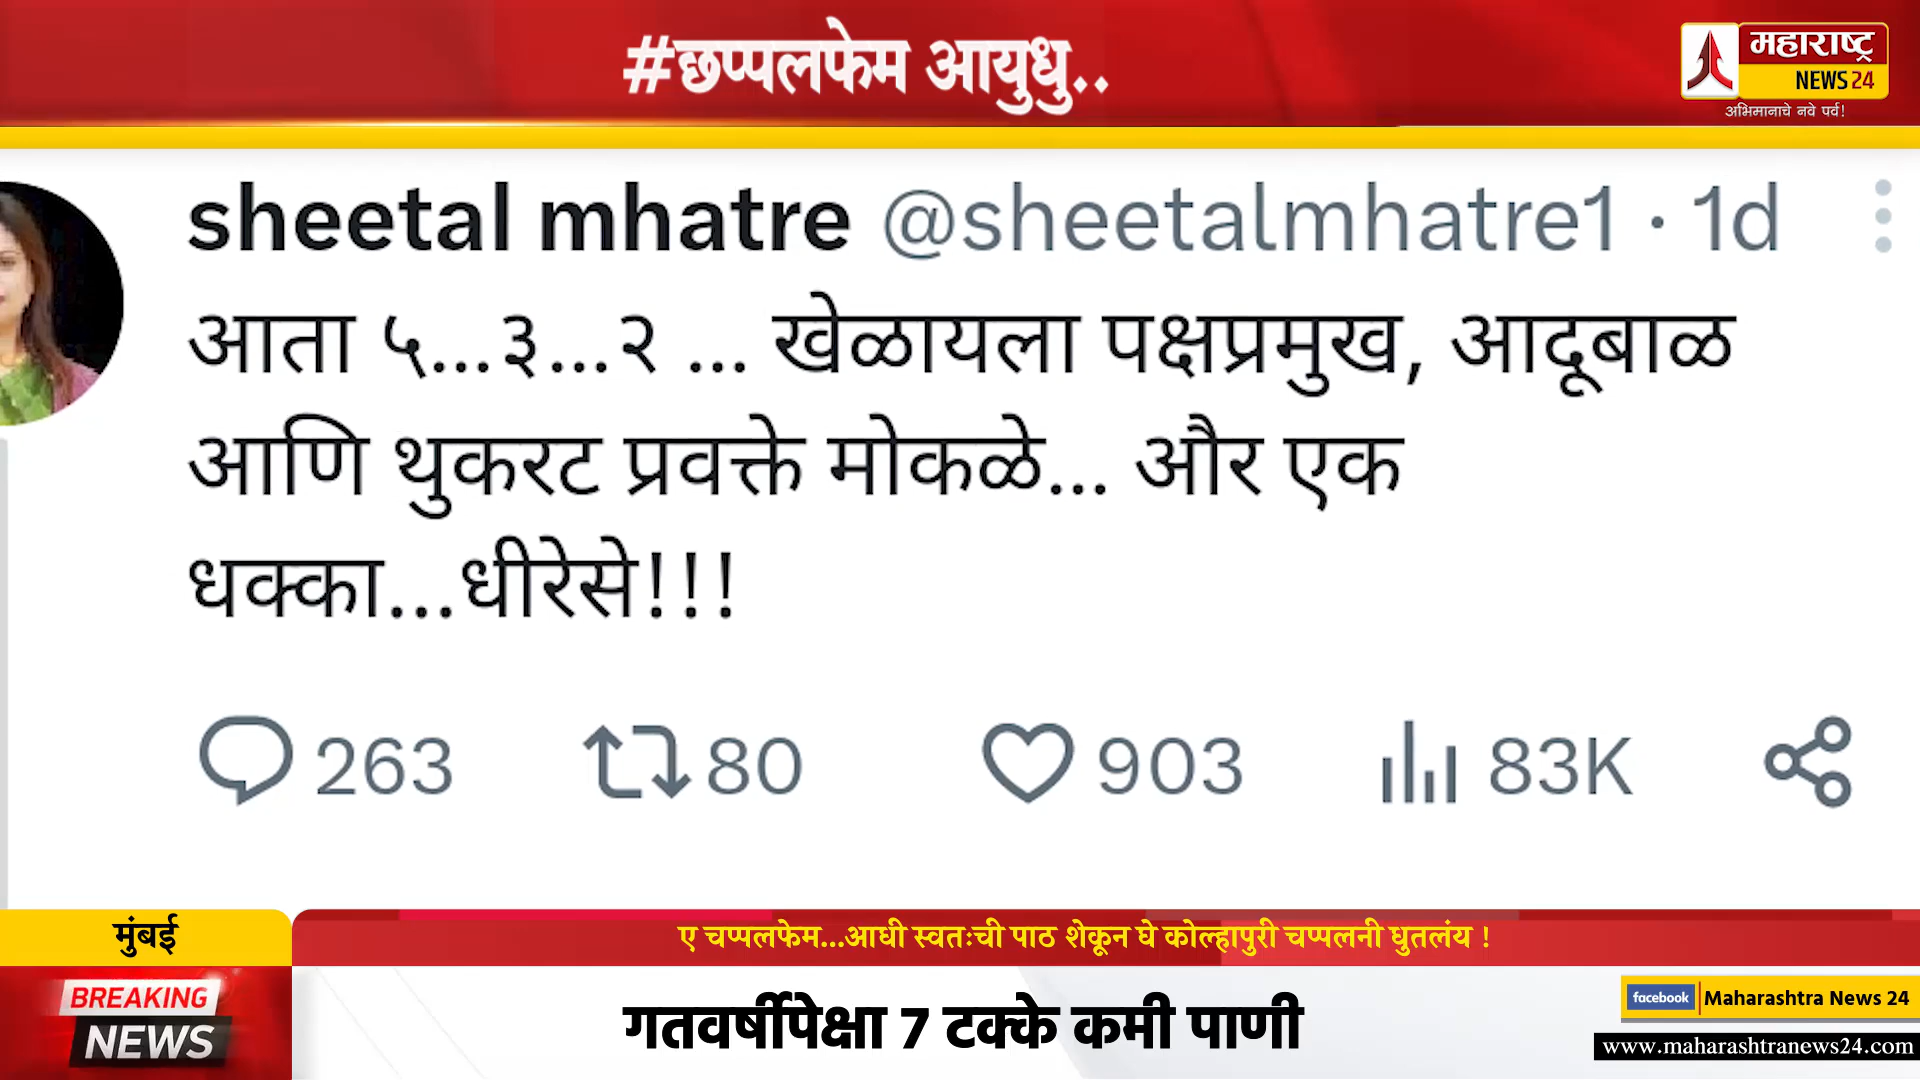 #छप्पलफेम आयुधु..
महाराष्ट्र
NEWS 24
अभिमानाचे नवे पर्व!
sheetal mhatre @sheetalmhatre1 · 1d
आता ५...३...२ ... खेळायला पक्षप्रमुख, आदूबाळ
आणि थुकरट प्रवक्ते मोकळे... और एक
धक्का...धीरेसे!!!
263 80 903 83K
मुंबई
ए चप्पलफेम...आधी स्वतःची पाठ शेकून घे कोल्हापुरी चप्पलनी धुतलंय !
BREAKING
NEWS
गतवर्षीपेक्षा 7 टक्के कमी पाणी
facebook Maharashtra News 24
www.maharashtranews24.com